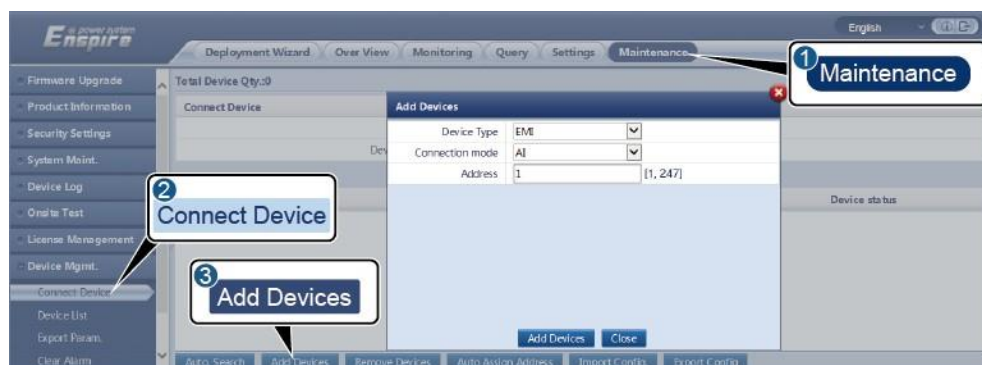 e power system
Enspire
English
Deployment Wizard Over View Monitoring Query Settings Maintenance
1
Maintenance
Firmware Upgrade
Total Device Qty.:0
Product Information
Connect Device
Add Devices
Security Settings
Device Type EMI
System Maint.
Dev
Connection mode AI
Address 1 [1, 247]
Device Log
Device status
2
Connect Device
Onsite Test
License Management
Device Mgmt.
3
Add Devices
Connect Device
Device List
Export Param.
Add Devices Close
Clear Alarm
Auto Search Add Devices Remove Devices Auto Assign Address Import Config Export Config